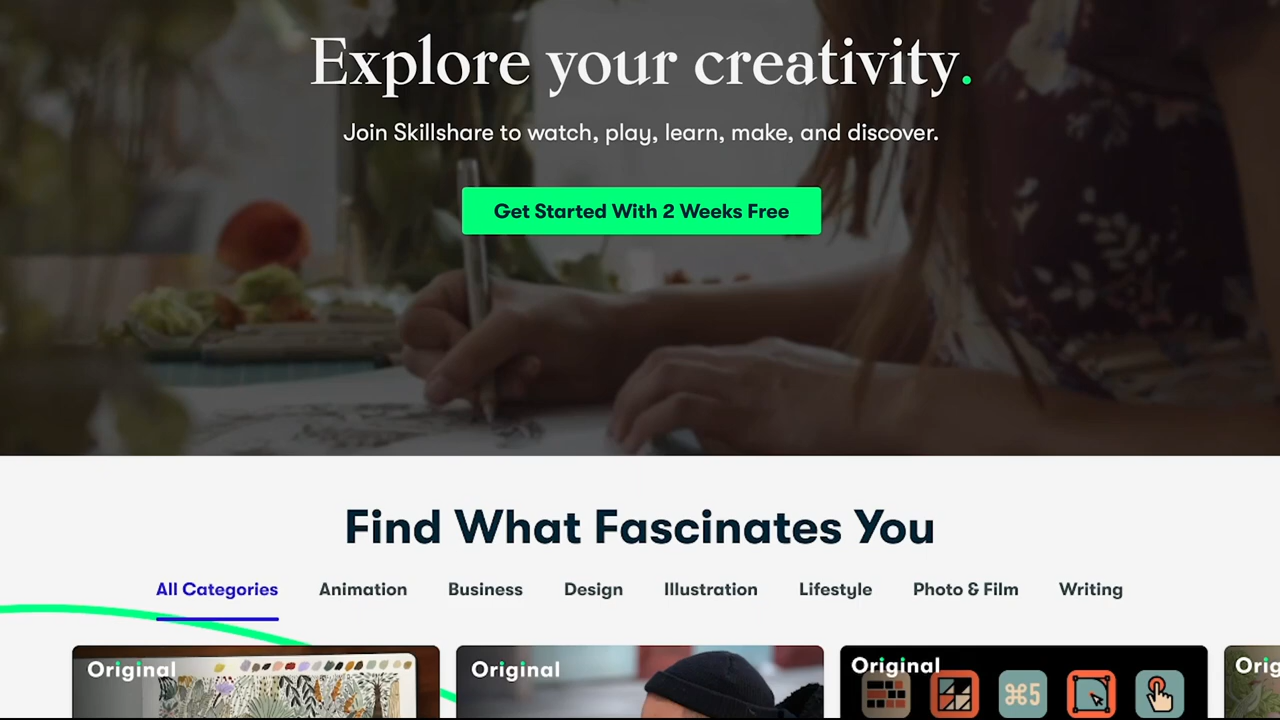 Explore your creativity.
Join Skillshare to watch, play, learn, make, and discover.
Get Started With 2 Weeks Free
Find What Fascinates You
All Categories Animation Business Design Illustration Lifestyle Photo & Film Writing
Original Original Original Orig
⌘5